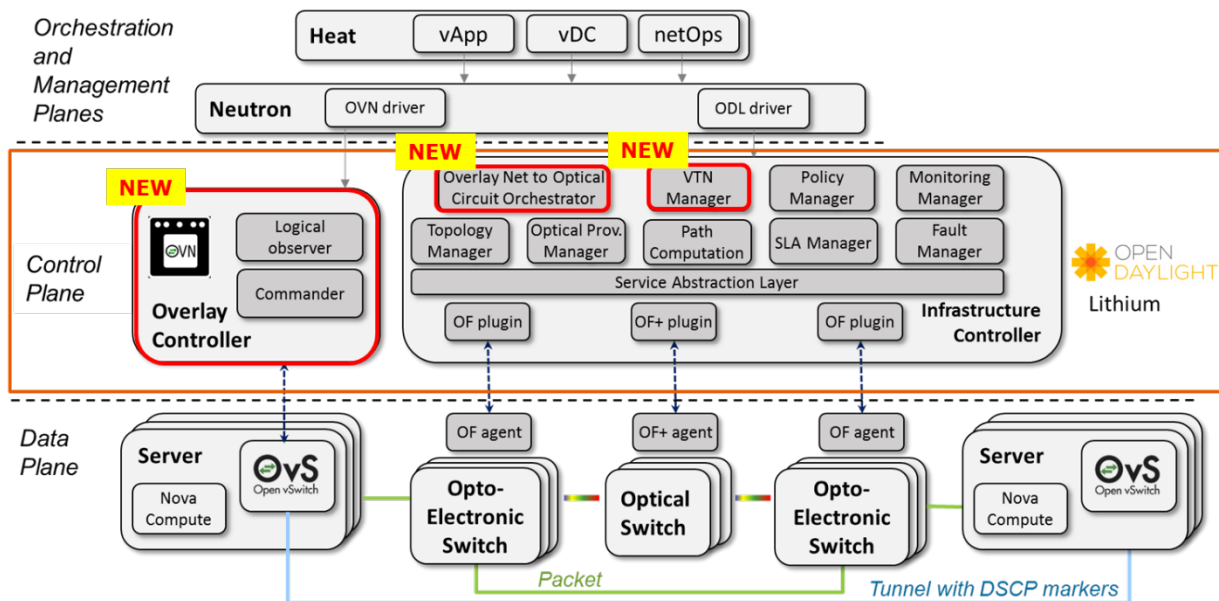 Orchestration
and
Management
Planes
Heat
vApp
vDC
netOps
Neutron
OVN driver
ODL driver
NEW
NEW
NEW
Overlay Net to Optical
Circuit Orchestrator
VTN
Manager
Policy
Manager
Monitoring
Manager
OVN
Logical
observer
Commander
Overlay
Controller
Topology
Manager
Optical Prov.
Manager
Path
Computation
SLA Manager
Fault
Manager
Service Abstraction Layer
OF plugin
OF+ plugin
OF plugin
Infrastructure
Controller
Control
Plane
OPEN
DAYLIGHT
Lithium
Data
Plane
Server
OvS
Open vSwitch
Nova
Compute
OF agent
OF+ agent
OF agent
Opto-
Electronic
Switch
Optical
Switch
Opto-
Electronic
Switch
Server
OvS
Open vSwitch
Nova
Compute
Packet
Tunnel with DSCP markers